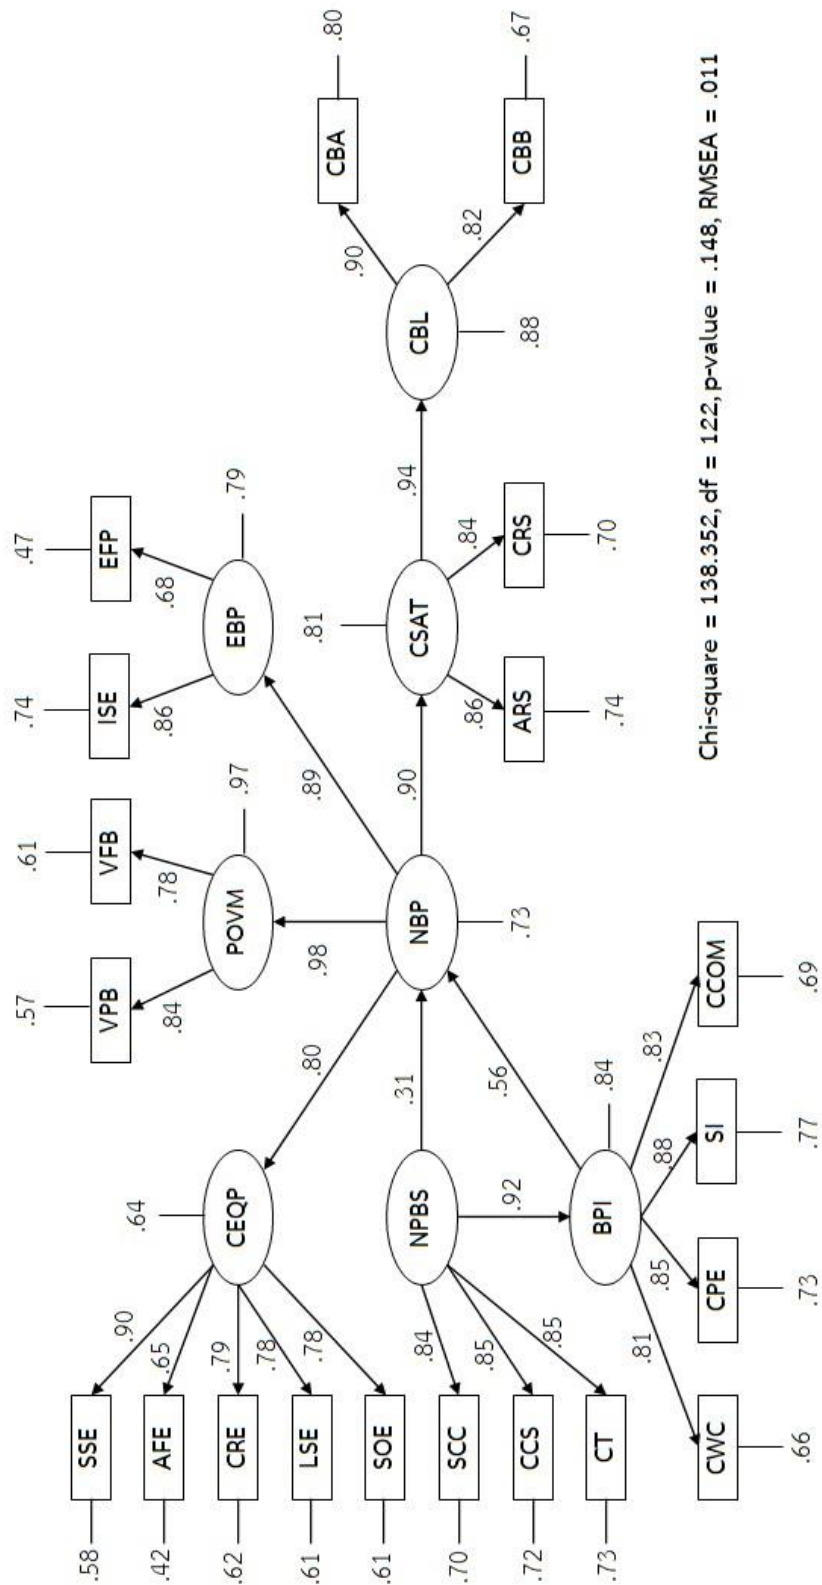 .57
.61
.74
.47
.58
SSE
VPB
VFB
ISE
EFP
.90
.64
.42
AFE
.65
.84
.78
.86
.68
.62
CRE
.79
CEQP
POVM
.97
EBP
.79
.61
LSE
.78
.78
.80
.89
.81
.80
CBA
.90
.61
SOE
.31
.90
.94
.84
NPBS
NBP
CSAT
CBL
.70
SCC
.85
.56
.86
.84
.82
.92
.72
CCS
.73
ARS
CRS
.88
CBB
.67
.85
.73
CT
BPI
.84
.74
.70
.81
.85
.88
.83
CWC
CPE
SI
CCOM
Chi-square = 138.352, df = 122, p-value = .148, RMSEA = .011
.66
.73
.77
.69